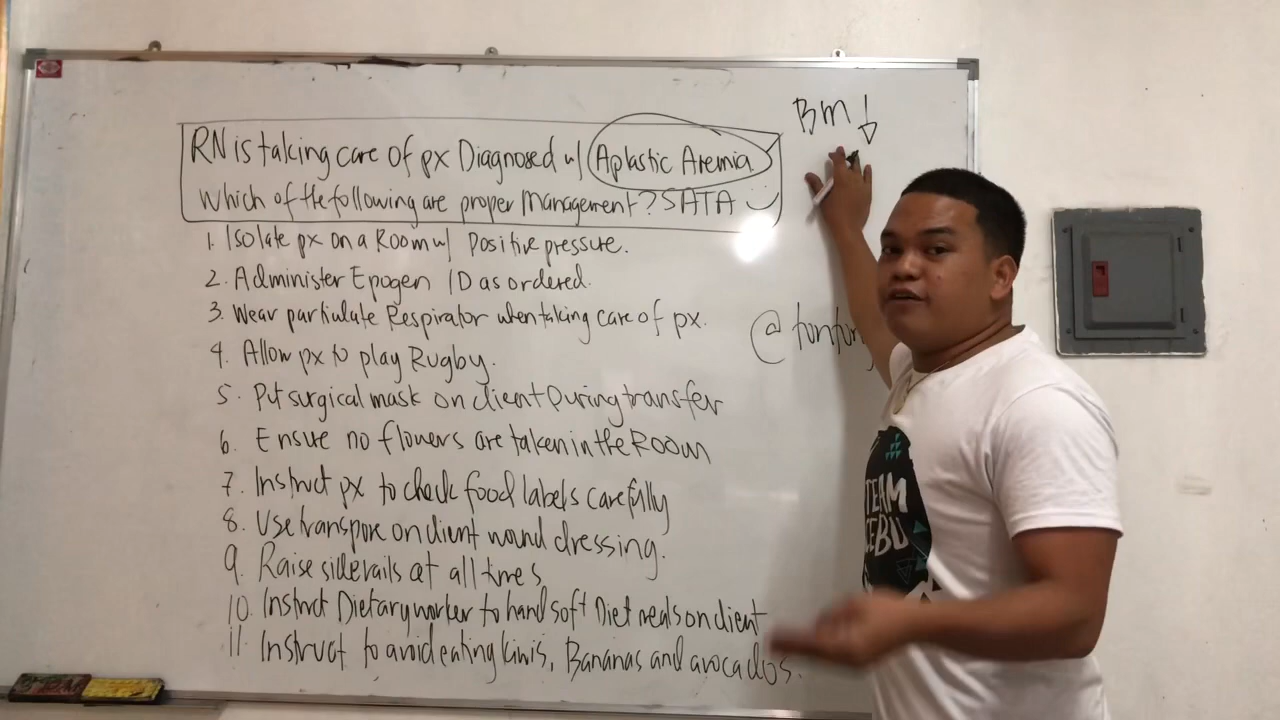 RN is taking care of px Diagnosed w/ Aplastic Anemia
Which of the following are proper Management? SATA
1. Isolate px on a Room w/ Positive pressure.
2. Administer Epogen ID as ordered.
3. Wear particulate Respirator when taking care of px.
4. Allow px to play Rugby.
5. Put surgical mask on client During transfer
6. Ensure no flowers are taken in the Room
7. Instruct px to check food labels carefully
8. Use transpore on client wound dressing.
9. Raise siderails at all times
10. Instruct Dietary worker to hand soft Diet meals on client
11. Instruct to avoid eating kiwis, Bananas and avocados.
BM ↓
TEAM
CEBU